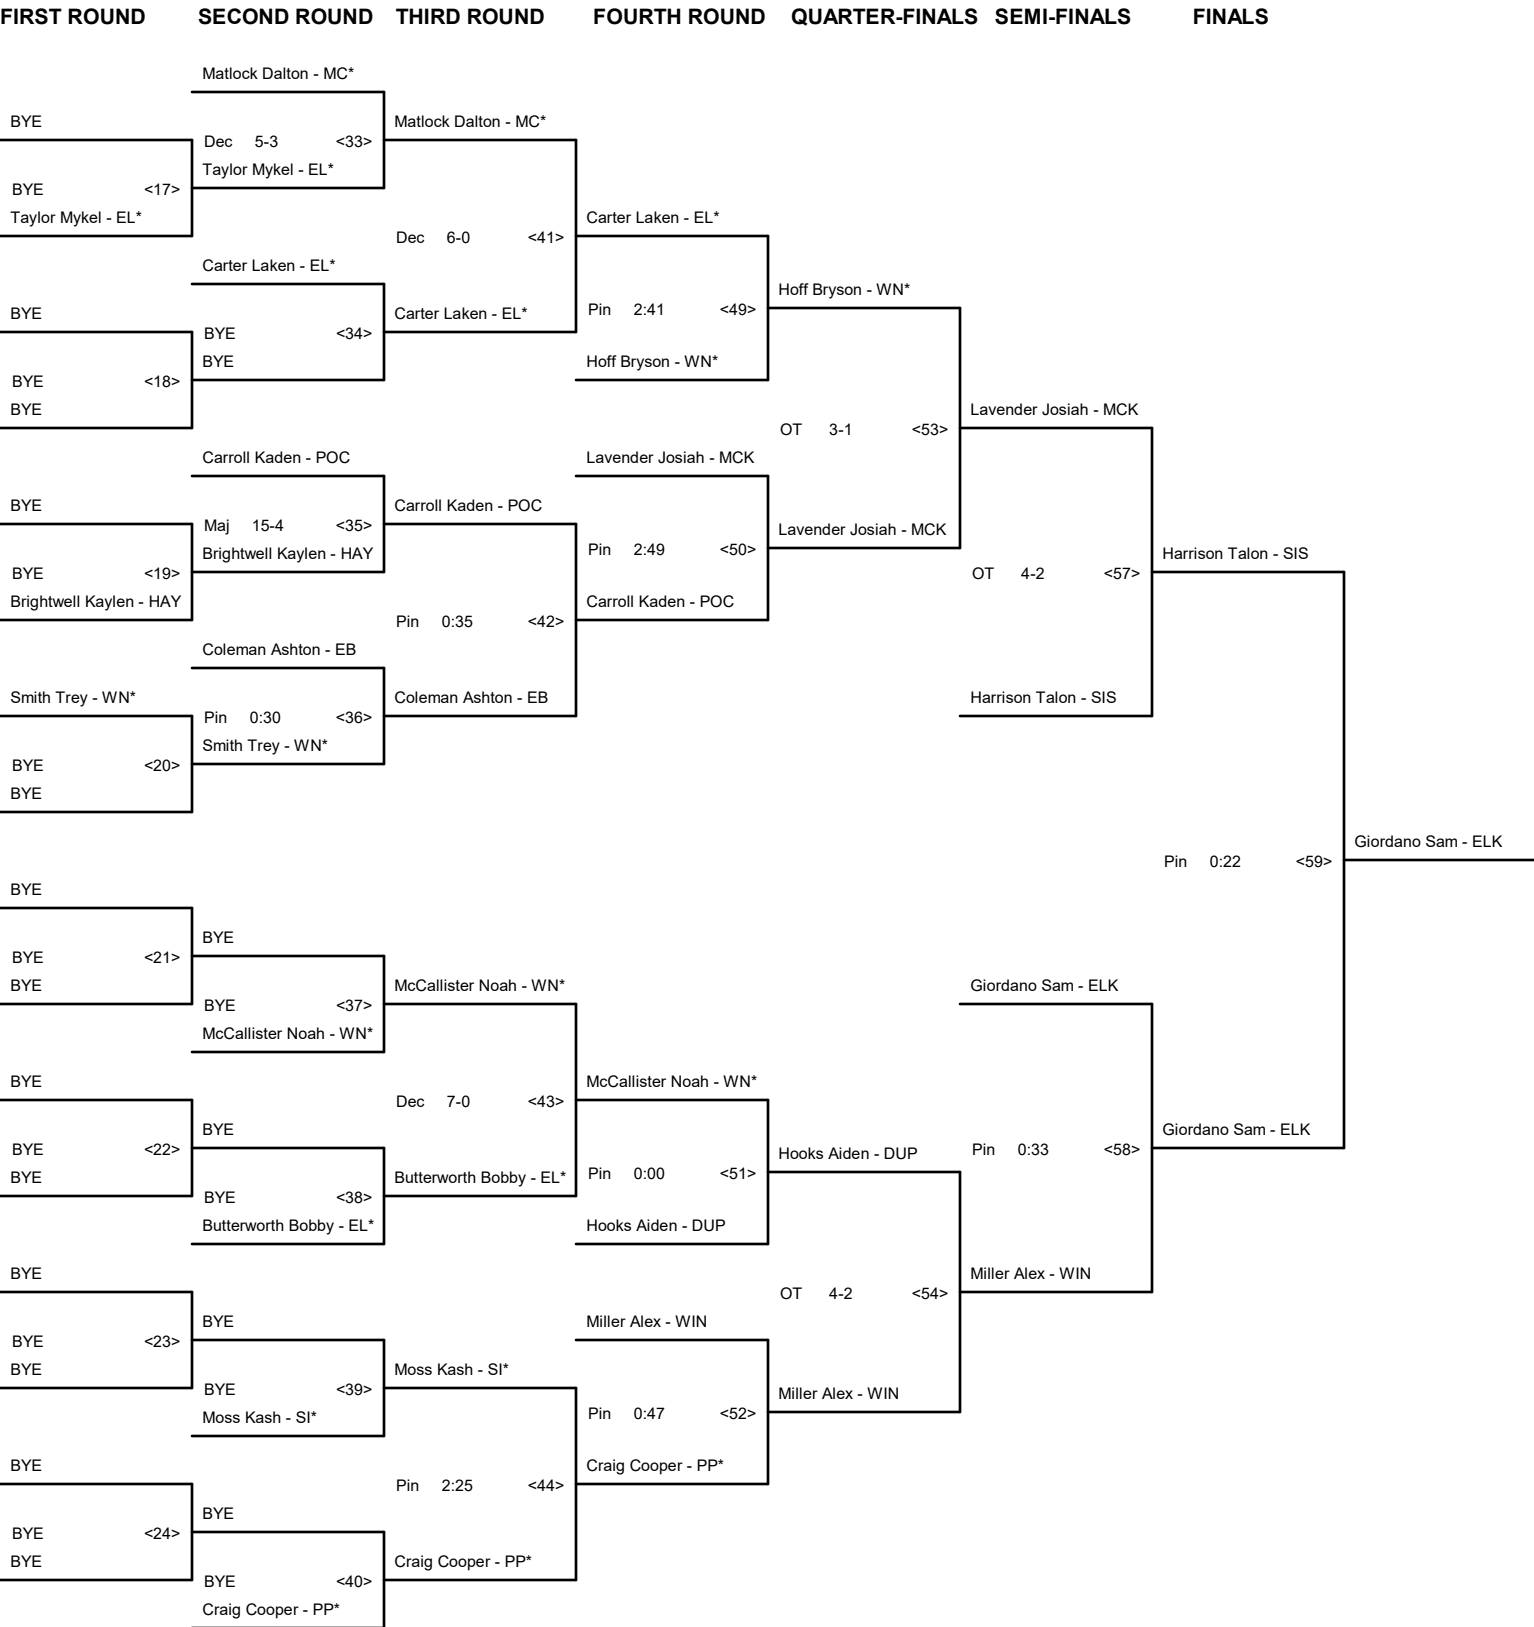 FIRST ROUND SECOND ROUND THIRD ROUND FOURTH ROUND QUARTER-FINALS SEMI-FINALS FINALS
Matlock Dalton - MC*
BYE Matlock Dalton - MC*
Dec 5-3 <33>
Taylor Mykel - EL*
BYE <17>
Taylor Mykel - EL* Carter Laken - EL*
Dec 6-0 <41>
Carter Laken - EL*
Hoff Bryson - WN*
BYE Carter Laken - EL* Pin 2:41 <49>
BYE <34>
BYE Hoff Bryson - WN*
BYE <18>
BYE Lavender Josiah - MCK
OT 3-1 <53>
Carroll Kaden - POC Lavender Josiah - MCK
BYE Carroll Kaden - POC
Maj 15-4 <35> Lavender Josiah - MCK
Brightwell Kaylen - HAY Pin 2:49 <50> Harrison Talon - SIS
BYE <19> OT 4-2 <57>
Brightwell Kaylen - HAY Carroll Kaden - POC
Pin 0:35 <42>
Coleman Ashton - EB
Smith Trey - WN* Coleman Ashton - EB Harrison Talon - SIS
Pin 0:30 <36>
Smith Trey - WN*
BYE <20>
BYE
Giordano Sam - ELK
Pin 0:22 <59>
BYE
BYE
BYE <21>
BYE McCallister Noah - WN* Giordano Sam - ELK
BYE <37>
McCallister Noah - WN*
BYE McCallister Noah - WN*
Dec 7-0 <43>
BYE Giordano Sam - ELK
BYE <22> Hooks Aiden - DUP Pin 0:33 <58>
BYE Butterworth Bobby - EL* Pin 0:00 <51>
BYE <38>
Butterworth Bobby - EL* Hooks Aiden - DUP
BYE Miller Alex - WIN
OT 4-2 <54>
BYE Miller Alex - WIN
BYE <23>
BYE Moss Kash - SI*
BYE <39> Miller Alex - WIN
Moss Kash - SI* Pin 0:47 <52>
BYE Craig Cooper - PP*
Pin 2:25 <44>
BYE
BYE <24>
BYE Craig Cooper - PP*
BYE <40>
Craig Cooper - PP*